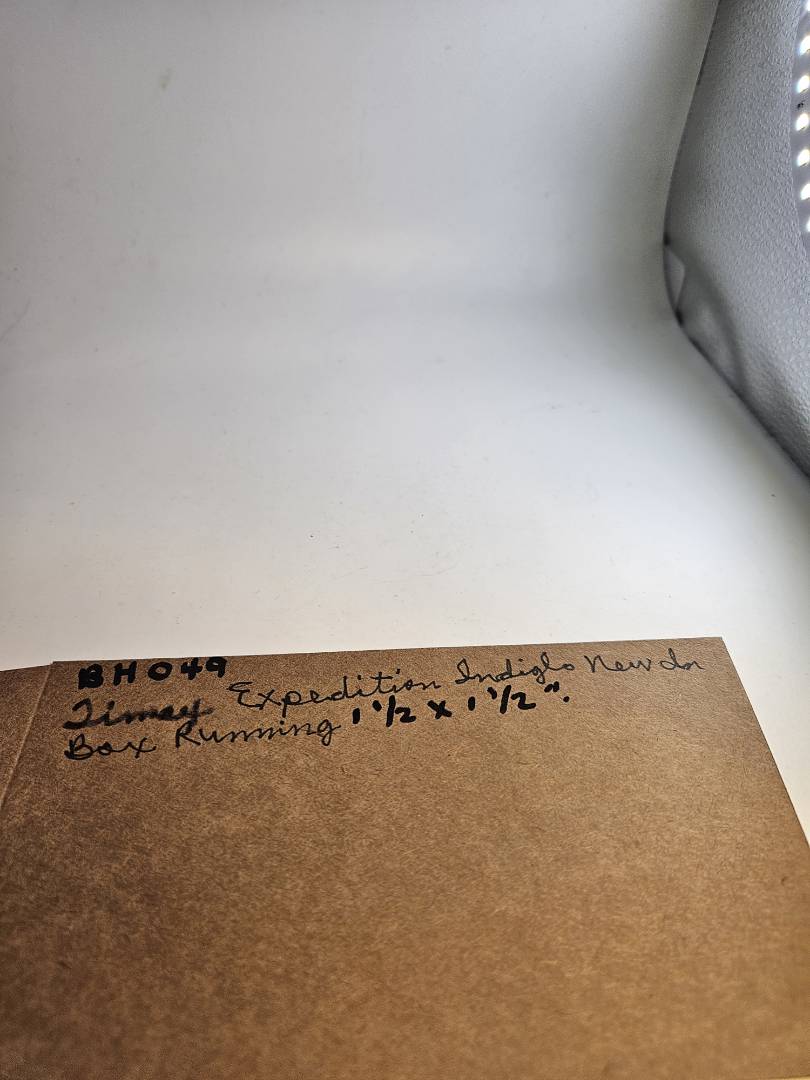 BH049
Timex Expedition Indiglo New In
Box Running 1 1/2 x 1 1/2".